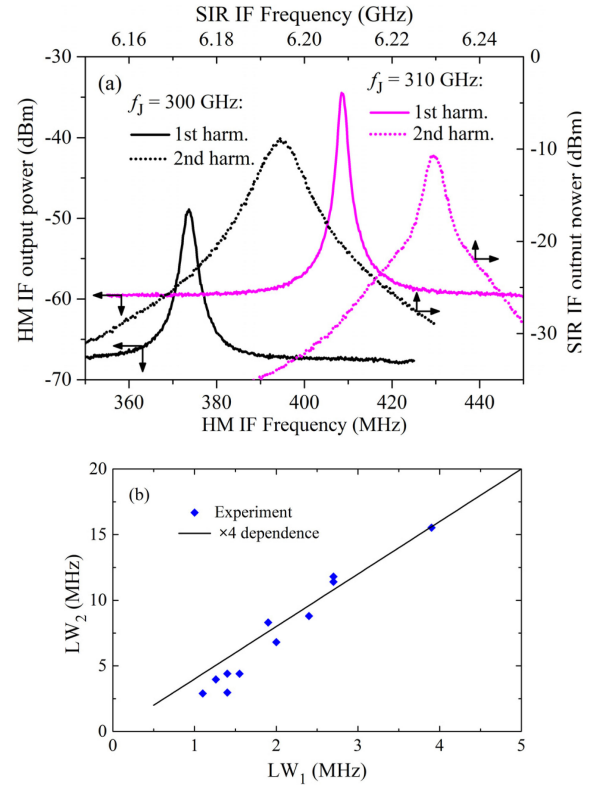 SIR IF Frequency (GHz)
6.16 6.18 6.20 6.22 6.24
(a)
f_J = 300 GHz:
1st harm.
2nd harm.
f_J = 310 GHz:
1st harm.
2nd harm.
HM IF output power (dBm)
-30
-40
-50
-60
-70
SIR IF output power (dBm)
0
-10
-20
-30
360 380 400 420 440
HM IF Frequency (MHz)
(b)
Experiment
×4 dependence
LW₂ (MHz)
20
15
10
5
0
0 1 2 3 4 5
LW₁ (MHz)